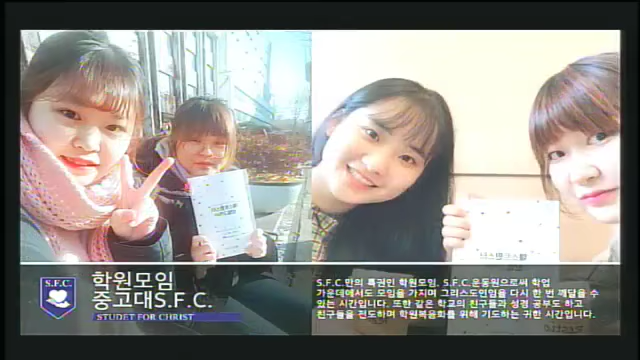 S.F.C.
학원모임
중고대S.F.C.
STUDET FOR CHRIST
S.F.C.만의 특권인 학원모임. S.F.C.운동원으로써 학업
가운데에서도 모임을 가지며 그리스도인임을 다시 한 번 깨달을 수
있는 시간입니다. 또한 같은 학교의 친구들과 성경 공부도 하고
친구들을 전도하며 학원복음화를 위해 기도하는 귀한 시간입니다.